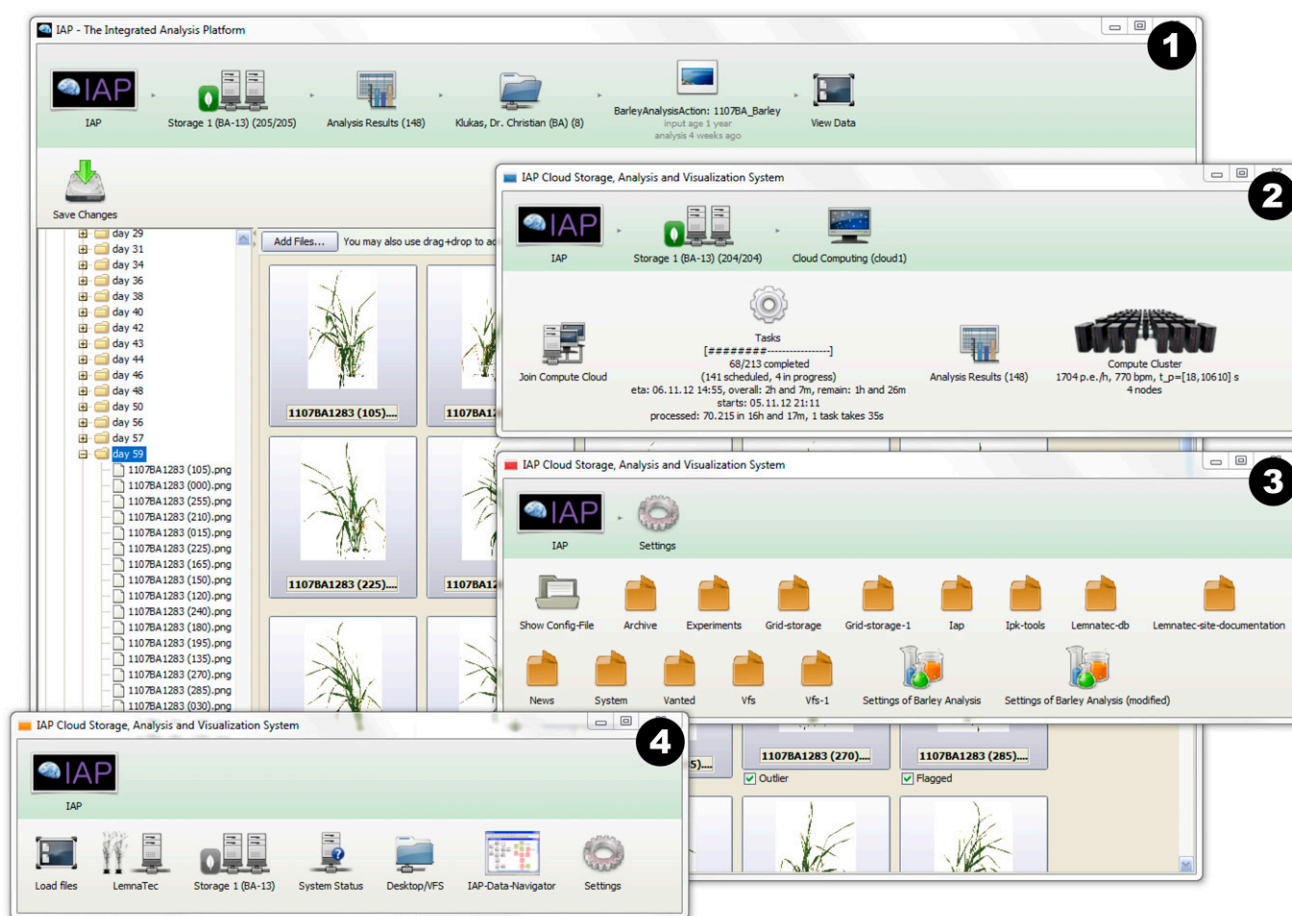 IAP - The Integrated Analysis Platform
1
IAP
IAP
Storage 1 (BA-13) (205/205)
Analysis Results (148)
Klukas, Dr. Christian (BA) (8)
BarleyAnalysisAction: 1107BA_Barley
input age 1 year
analysis 4 weeks ago
View Data
Save Changes
day 29
day 31
day 34
day 36
day 38
day 40
day 42
day 43
day 44
day 46
day 48
day 50
day 56
day 57
day 59
1107BA1283 (105).png
1107BA1283 (000).png
1107BA1283 (255).png
1107BA1283 (210).png
1107BA1283 (015).png
1107BA1283 (225).png
1107BA1283 (165).png
1107BA1283 (150).png
1107BA1283 (120).png
1107BA1283 (240).png
1107BA1283 (180).png
1107BA1283 (195).png
1107BA1283 (135).png
1107BA1283 (270).png
1107BA1283 (285).png
1107BA1283 (030).png
Add Files...
You may also use drag+drop to
1107BA1283 (105)....
1107BA1283 (225)....
1107BA1283 (270)....
1107BA1283 (285)....
Outlier
Flagged
IAP Cloud Storage, Analysis and Visualization System
2
IAP
IAP
Storage 1 (BA-13) (204/204)
Cloud Computing (cloud1)
Join Compute Cloud
Tasks
[########-----------------]
68/213 completed
(141 scheduled, 4 in progress)
eta: 06.11.12 14:55, overall: 2h and 7m, remain: 1h and 26m
starts: 05.11.12 21:11
processed: 70.215 in 16h and 17m, 1 task takes 35s
Analysis Results (148)
Compute Cluster
1704 p.e./h, 770 bpm, t_p=[18,10610] s
4 nodes
IAP Cloud Storage, Analysis and Visualization System
3
IAP
IAP
Settings
Show Config-File
Archive
Experiments
Grid-storage
Grid-storage-1
Iap
Ipk-tools
Lemnatec-db
Lemnatec-site-documentation
News
System
Vanted
Vfs
Vfs-1
Settings of Barley Analysis
Settings of Barley Analysis (modified)
IAP Cloud Storage, Analysis and Visualization System
4
IAP
IAP
Load files
LemnaTec
Storage 1 (BA-13)
System Status
Desktop/VFS
IAP-Data-Navigator
Settings